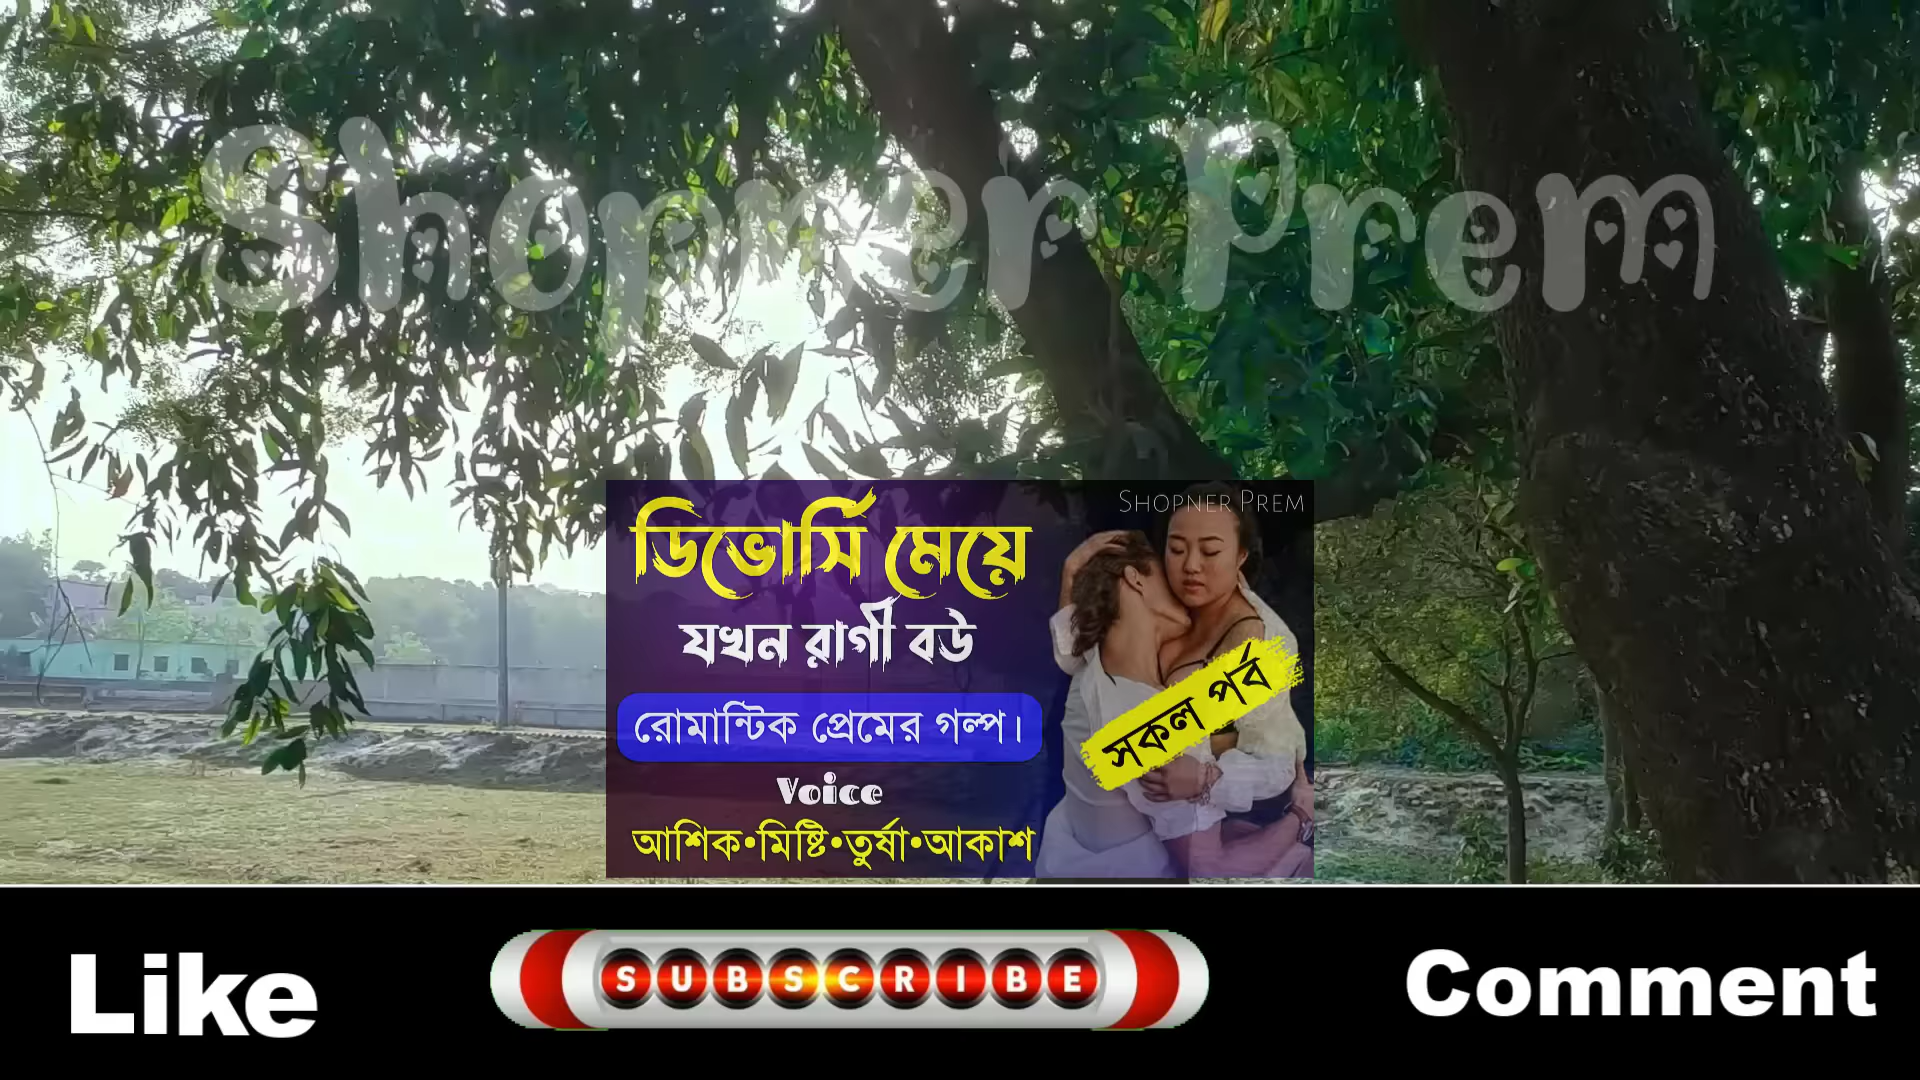 Shopner Prem
SHOPNER PREM
ডিভোর্সি মেয়ে
যখন রাগী বউ
রোমান্টিক প্রেমের গল্প।
সকল পর্ব
Voice
আশিক•মিষ্টি•তুর্ষা•আকাশ
Like
SUBSCRIBE
Comment